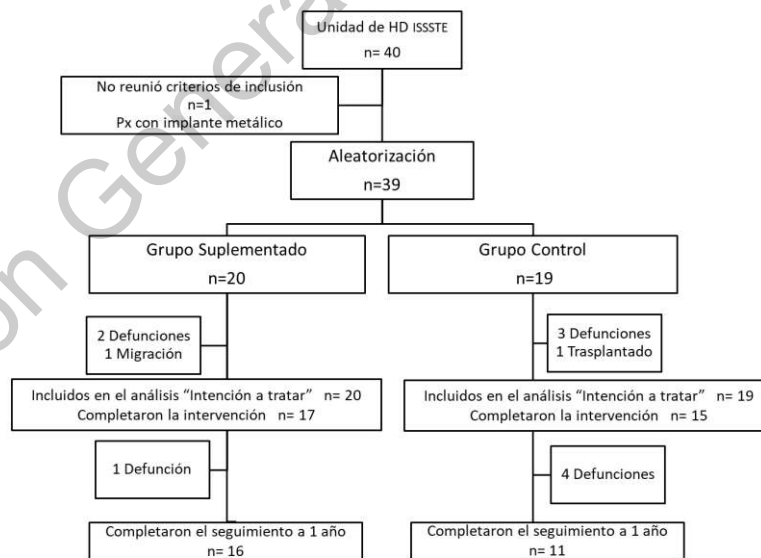 Unidad de HD ISSSTE
n= 40
No reunió criterios de inclusión
n=1
Px con implante metálico
Aleatorización
n=39
Grupo Suplementado
n=20
Grupo Control
n=19
2 Defunciones
1 Migración
3 Defunciones
1 Trasplantado
Incluidos en el análisis “Intención a tratar” n= 20
Completaron la intervención n= 17
Incluidos en el análisis “Intención a tratar” n= 19
Completaron la intervención n= 15
1 Defunción
4 Defunciones
Completaron el seguimiento a 1 año
n= 16
Completaron el seguimiento a 1 año
n= 11